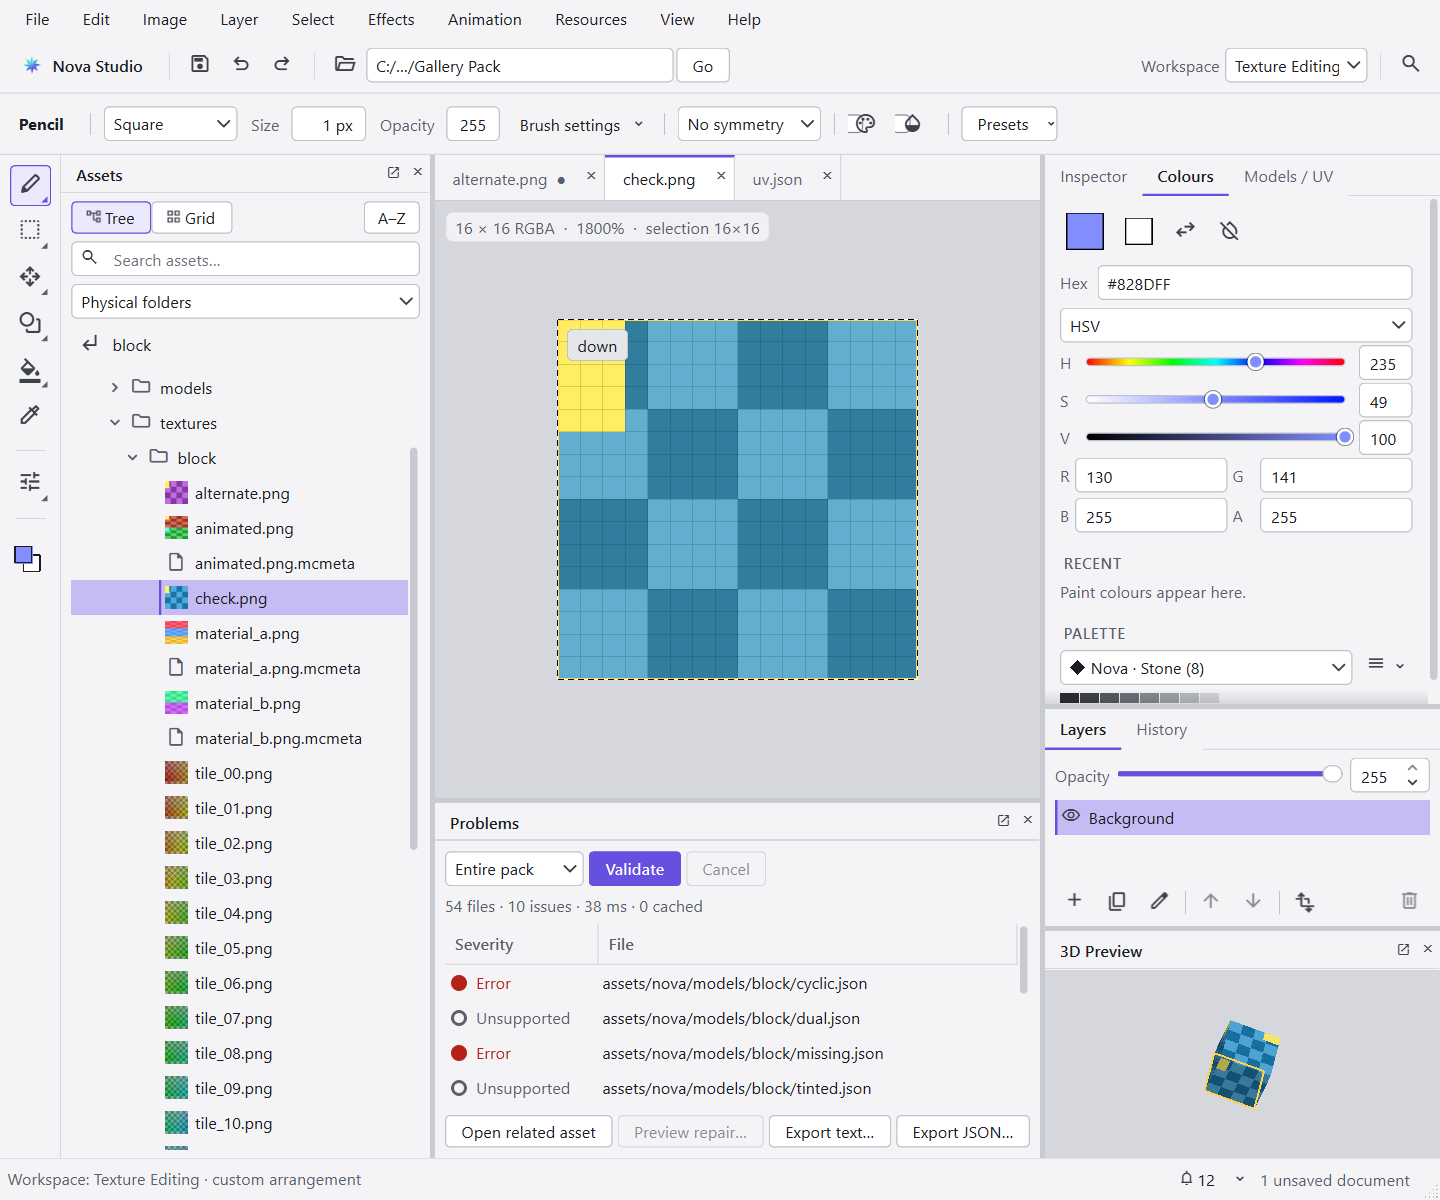 File Edit Image Layer Select Effects Animation Resources View Help
Nova Studio C:/.../Gallery Pack Go Workspace Texture Editing
Pencil Square Size 1 px Opacity 255 Brush settings No symmetry Presets
Assets
Tree Grid A–Z
Search assets...
Physical folders
block
models
textures
block
alternate.png
animated.png
animated.png.mcmeta
check.png
material_a.png
material_a.png.mcmeta
material_b.png
material_b.png.mcmeta
tile_00.png
tile_01.png
tile_02.png
tile_03.png
tile_04.png
tile_05.png
tile_06.png
tile_07.png
tile_08.png
tile_09.png
tile_10.png
alternate.png check.png uv.json
16 × 16 RGBA · 1800% · selection 16×16
down
Problems
Entire pack Validate Cancel
54 files · 10 issues · 38 ms · 0 cached
Severity File
Error assets/nova/models/block/cyclic.json
Unsupported assets/nova/models/block/dual.json
Error assets/nova/models/block/missing.json
Unsupported assets/nova/models/block/tinted.json
Open related asset Preview repair... Export text... Export JSON...
Inspector Colours Models / UV
Hex #828DFF
HSV
H 235
S 49
V 100
R 130 G 141
B 255 A 255
RECENT
Paint colours appear here.
PALETTE
Nova · Stone (8)
Layers History
Opacity 255
Background
3D Preview
Workspace: Texture Editing · custom arrangement 12 1 unsaved document